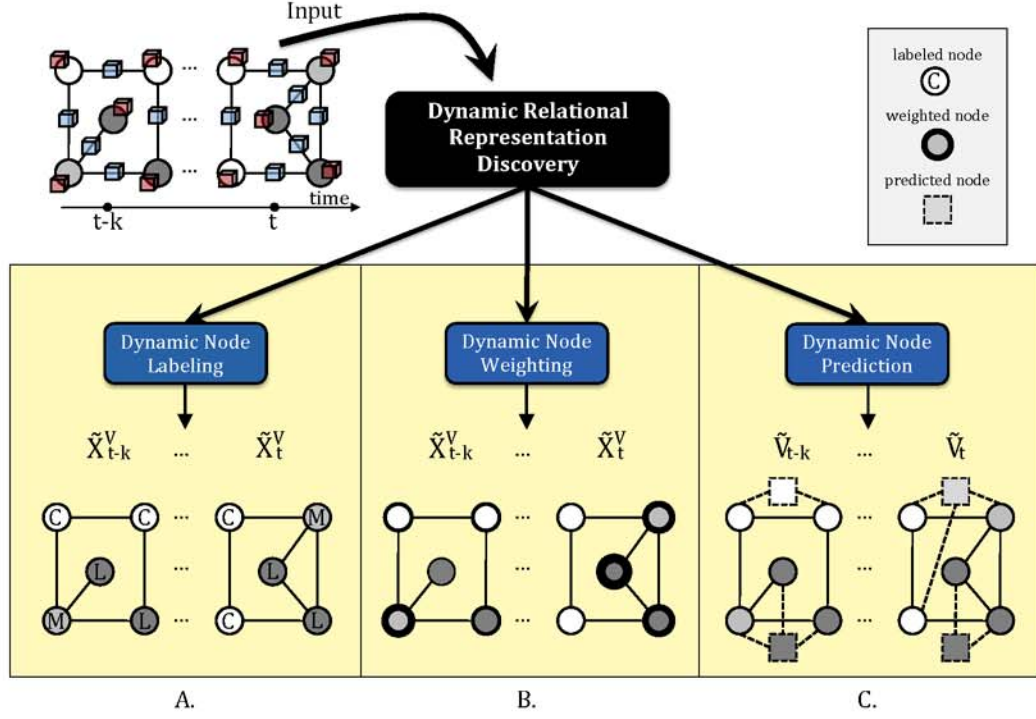 Input
...
...
time
t-k
t
Dynamic Relational
Representation
Discovery
labeled node
C
weighted node
predicted node
Dynamic Node
Labeling
Dynamic Node
Weighting
Dynamic Node
Prediction
X̃ᵛₜ₋ₖ ... X̃ᵛₜ
C C ... C M
L ... L
M L ... C L
X̃ᵛₜ₋ₖ ... X̃ᵛₜ
...
...
...
Ṽₜ₋ₖ ... Ṽₜ
...
...
...
A.
B.
C.